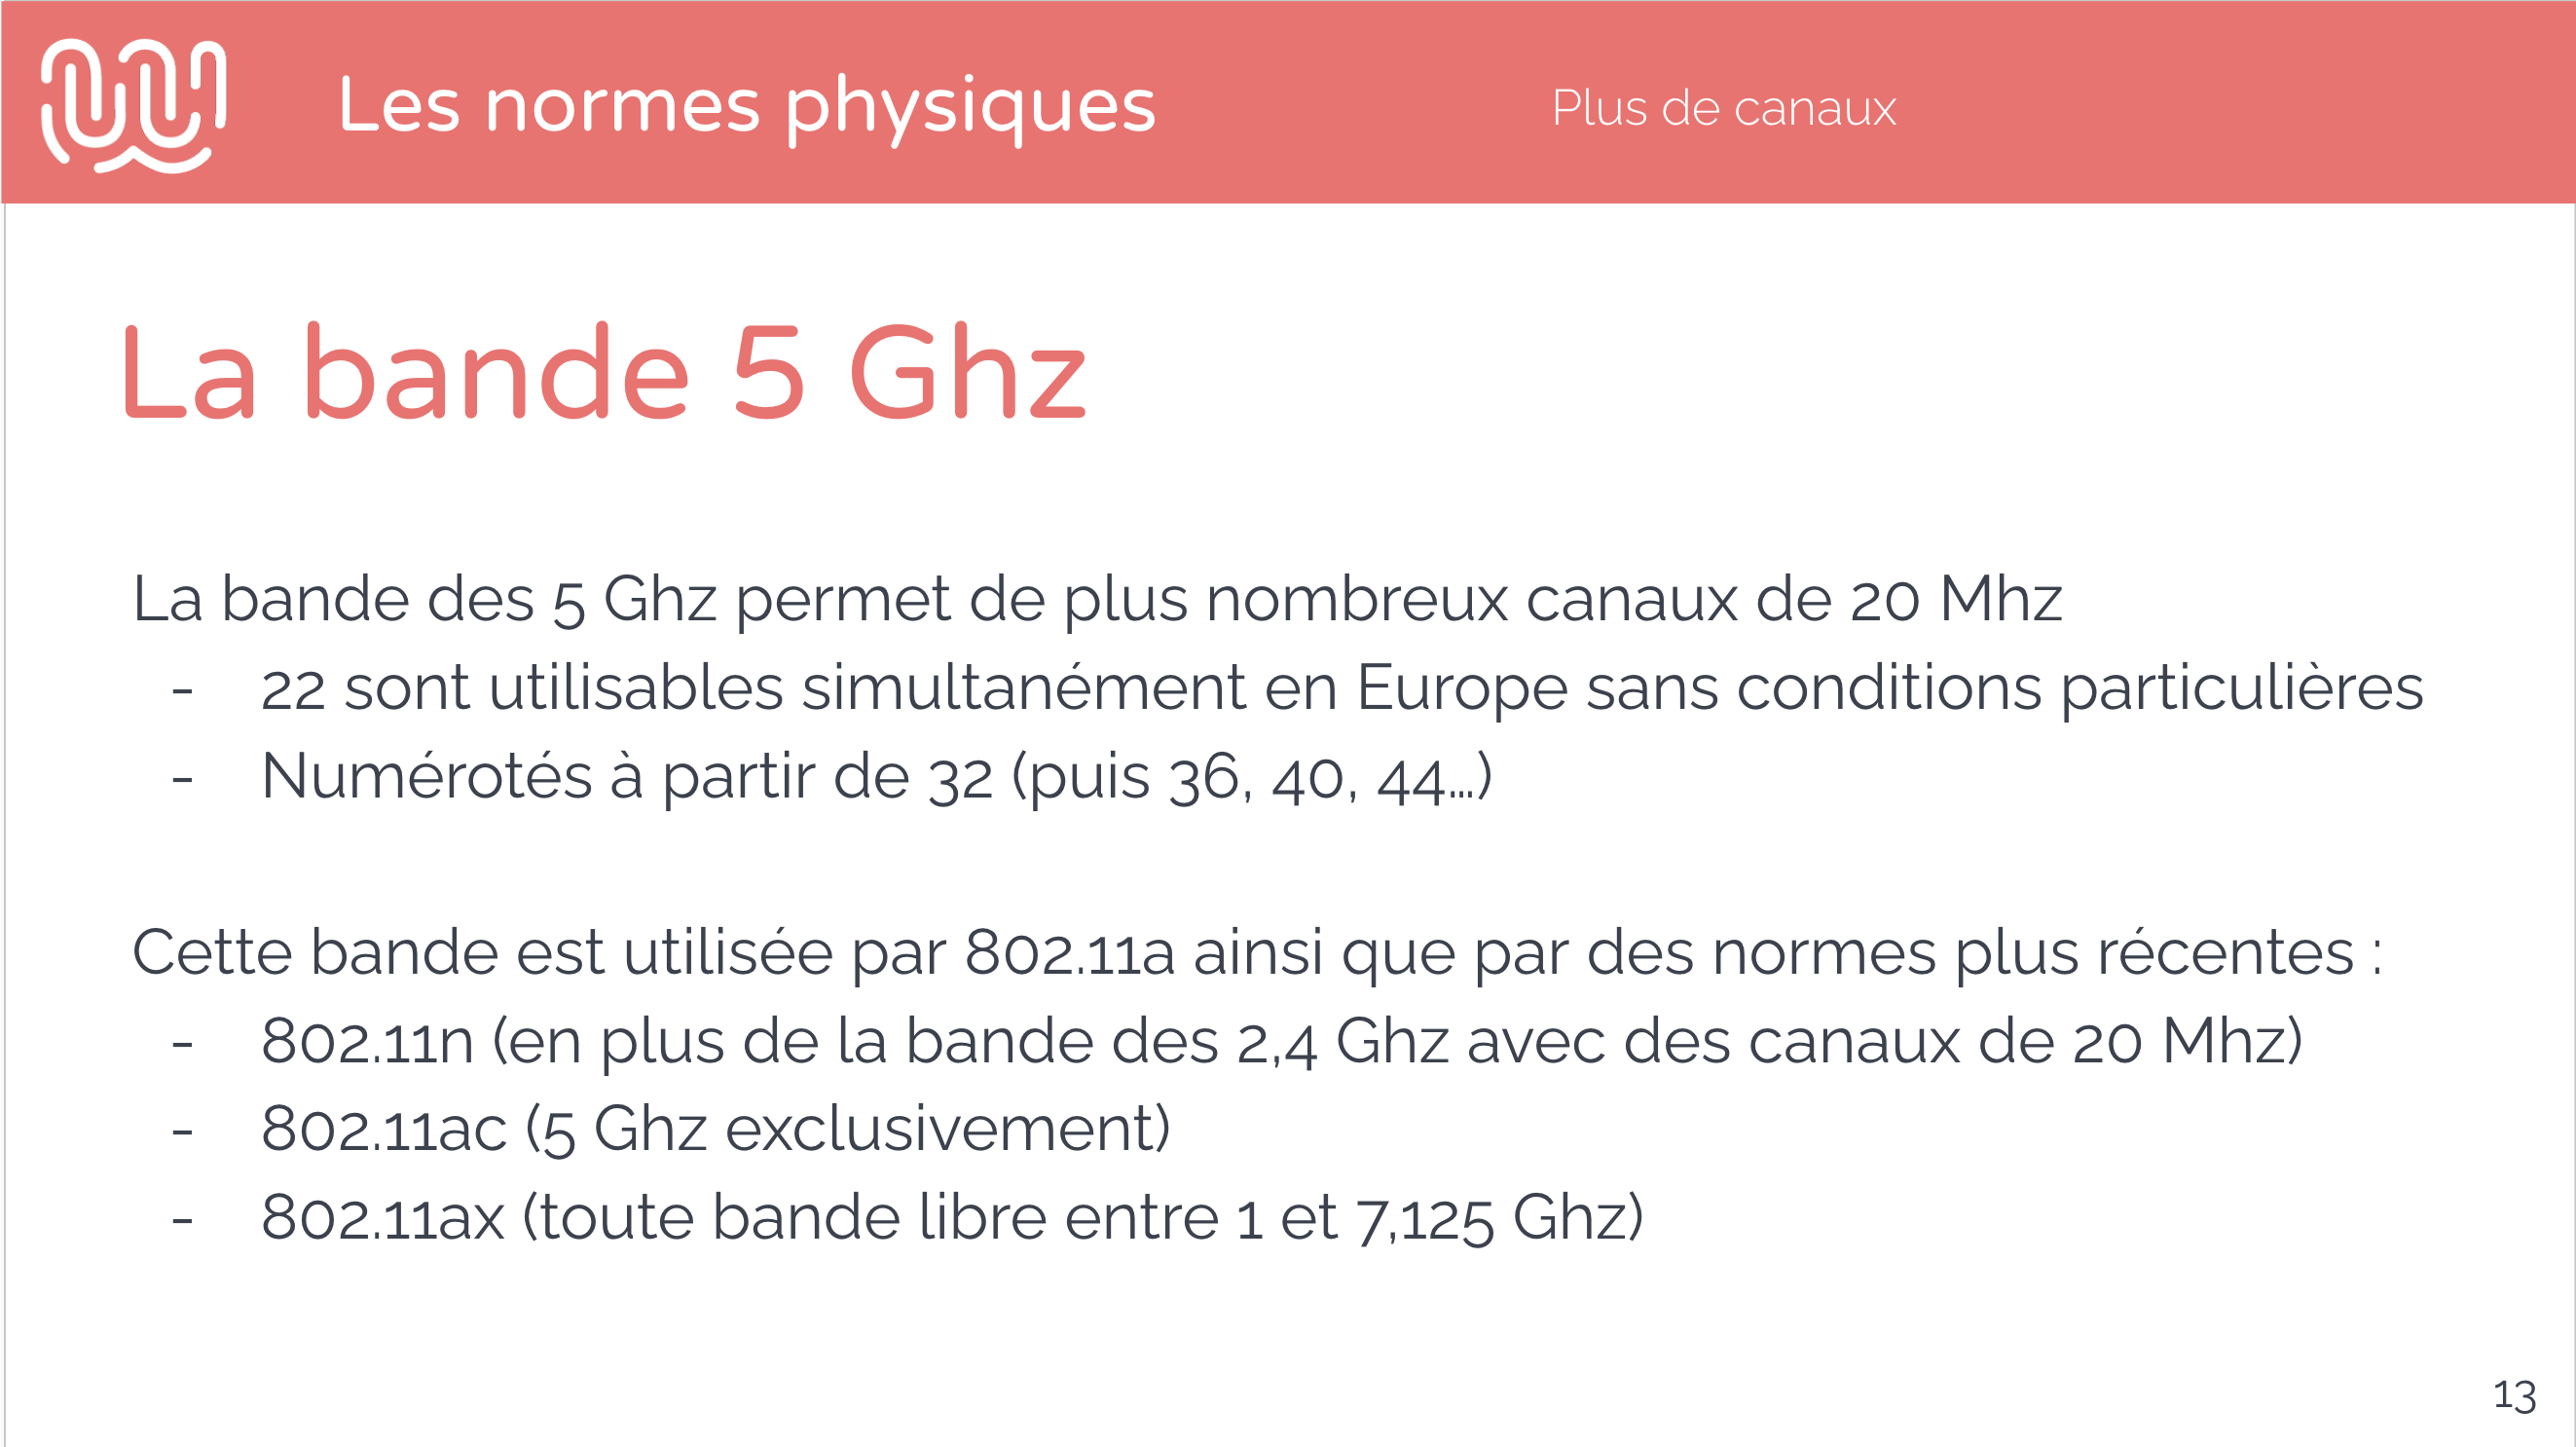 Les normes physiques
Plus de canaux
La bande 5 Ghz
La bande des 5 Ghz permet de plus nombreux canaux de 20 Mhz
- 22 sont utilisables simultanément en Europe sans conditions particulières
- Numérotés à partir de 32 (puis 36, 40, 44…)
Cette bande est utilisée par 802.11a ainsi que par des normes plus récentes :
- 802.11n (en plus de la bande des 2,4 Ghz avec des canaux de 20 Mhz)
- 802.11ac (5 Ghz exclusivement)
- 802.11ax (toute bande libre entre 1 et 7,125 Ghz)
13